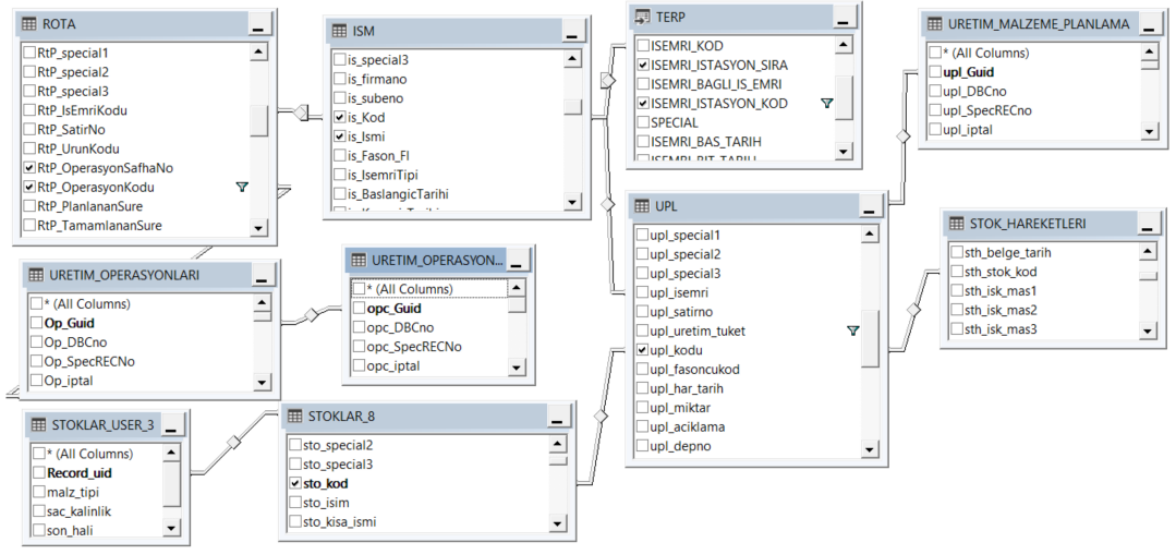 ROTA
RtP_special1
RtP_special2
RtP_special3
RtP_IsEmriKodu
RtP_SatirNo
RtP_UrunKodu
RtP_OperasyonSafhaNo
RtP_OperasyonKodu
RtP_PlanlananSure
RtP_TamamlananSure
ISM
is_special3
is_firmano
is_subeno
is_Kod
is_Ismi
is_Fason_Fl
is_IsemriTipi
is_BaslangicTarihi
TERP
ISEMRI_KOD
ISEMRI_ISTASYON_SIRA
ISEMRI_BAGLI_IS_EMRI
ISEMRI_ISTASYON_KOD
SPECIAL
ISEMRI_BAS_TARIH
ISEMRI_BIT_TARIH
URETIM_MALZEME_PLANLAMA
* (All Columns)
upl_Guid
upl_DBCno
upl_SpecRECno
upl_iptal
URETIM_OPERASYONLARI
* (All Columns)
Op_Guid
Op_DBCno
Op_SpecRECNo
Op_iptal
URETIM_OPERASYON...
* (All Columns)
opc_Guid
opc_DBCno
opc_SpecRECNo
opc_iptal
UPL
upl_special1
upl_special2
upl_special3
upl_isemri
upl_satirno
upl_uretim_tuket
upl_kodu
upl_fasoncukod
upl_har_tarih
upl_miktar
upl_aciklama
upl_depno
STOK_HAREKETLERI
sth_belge_tarih
sth_stok_kod
sth_isk_mas1
sth_isk_mas2
sth_isk_mas3
STOKLAR_USER_3
* (All Columns)
Record_uid
malz_tipi
sac_kalinlik
son_hali
STOKLAR_8
sto_special2
sto_special3
sto_kod
sto_isim
sto_kisa_ismi